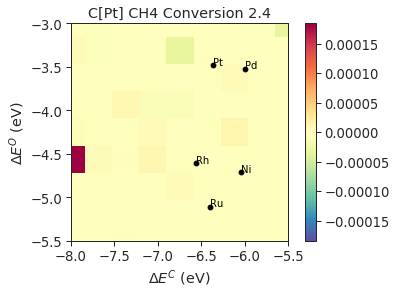 C[Pt] CH4 Conversion 2.4
−3.0
−3.5
−4.0
−4.5
−5.0
−5.5
ΔE^O (eV)
Pt
Pd
Rh
Ni
Ru
−8.0 −7.5 −7.0 −6.5 −6.0 −5.5
ΔE^C (eV)
0.00015
0.00010
0.00005
0.00000
−0.00005
−0.00010
−0.00015